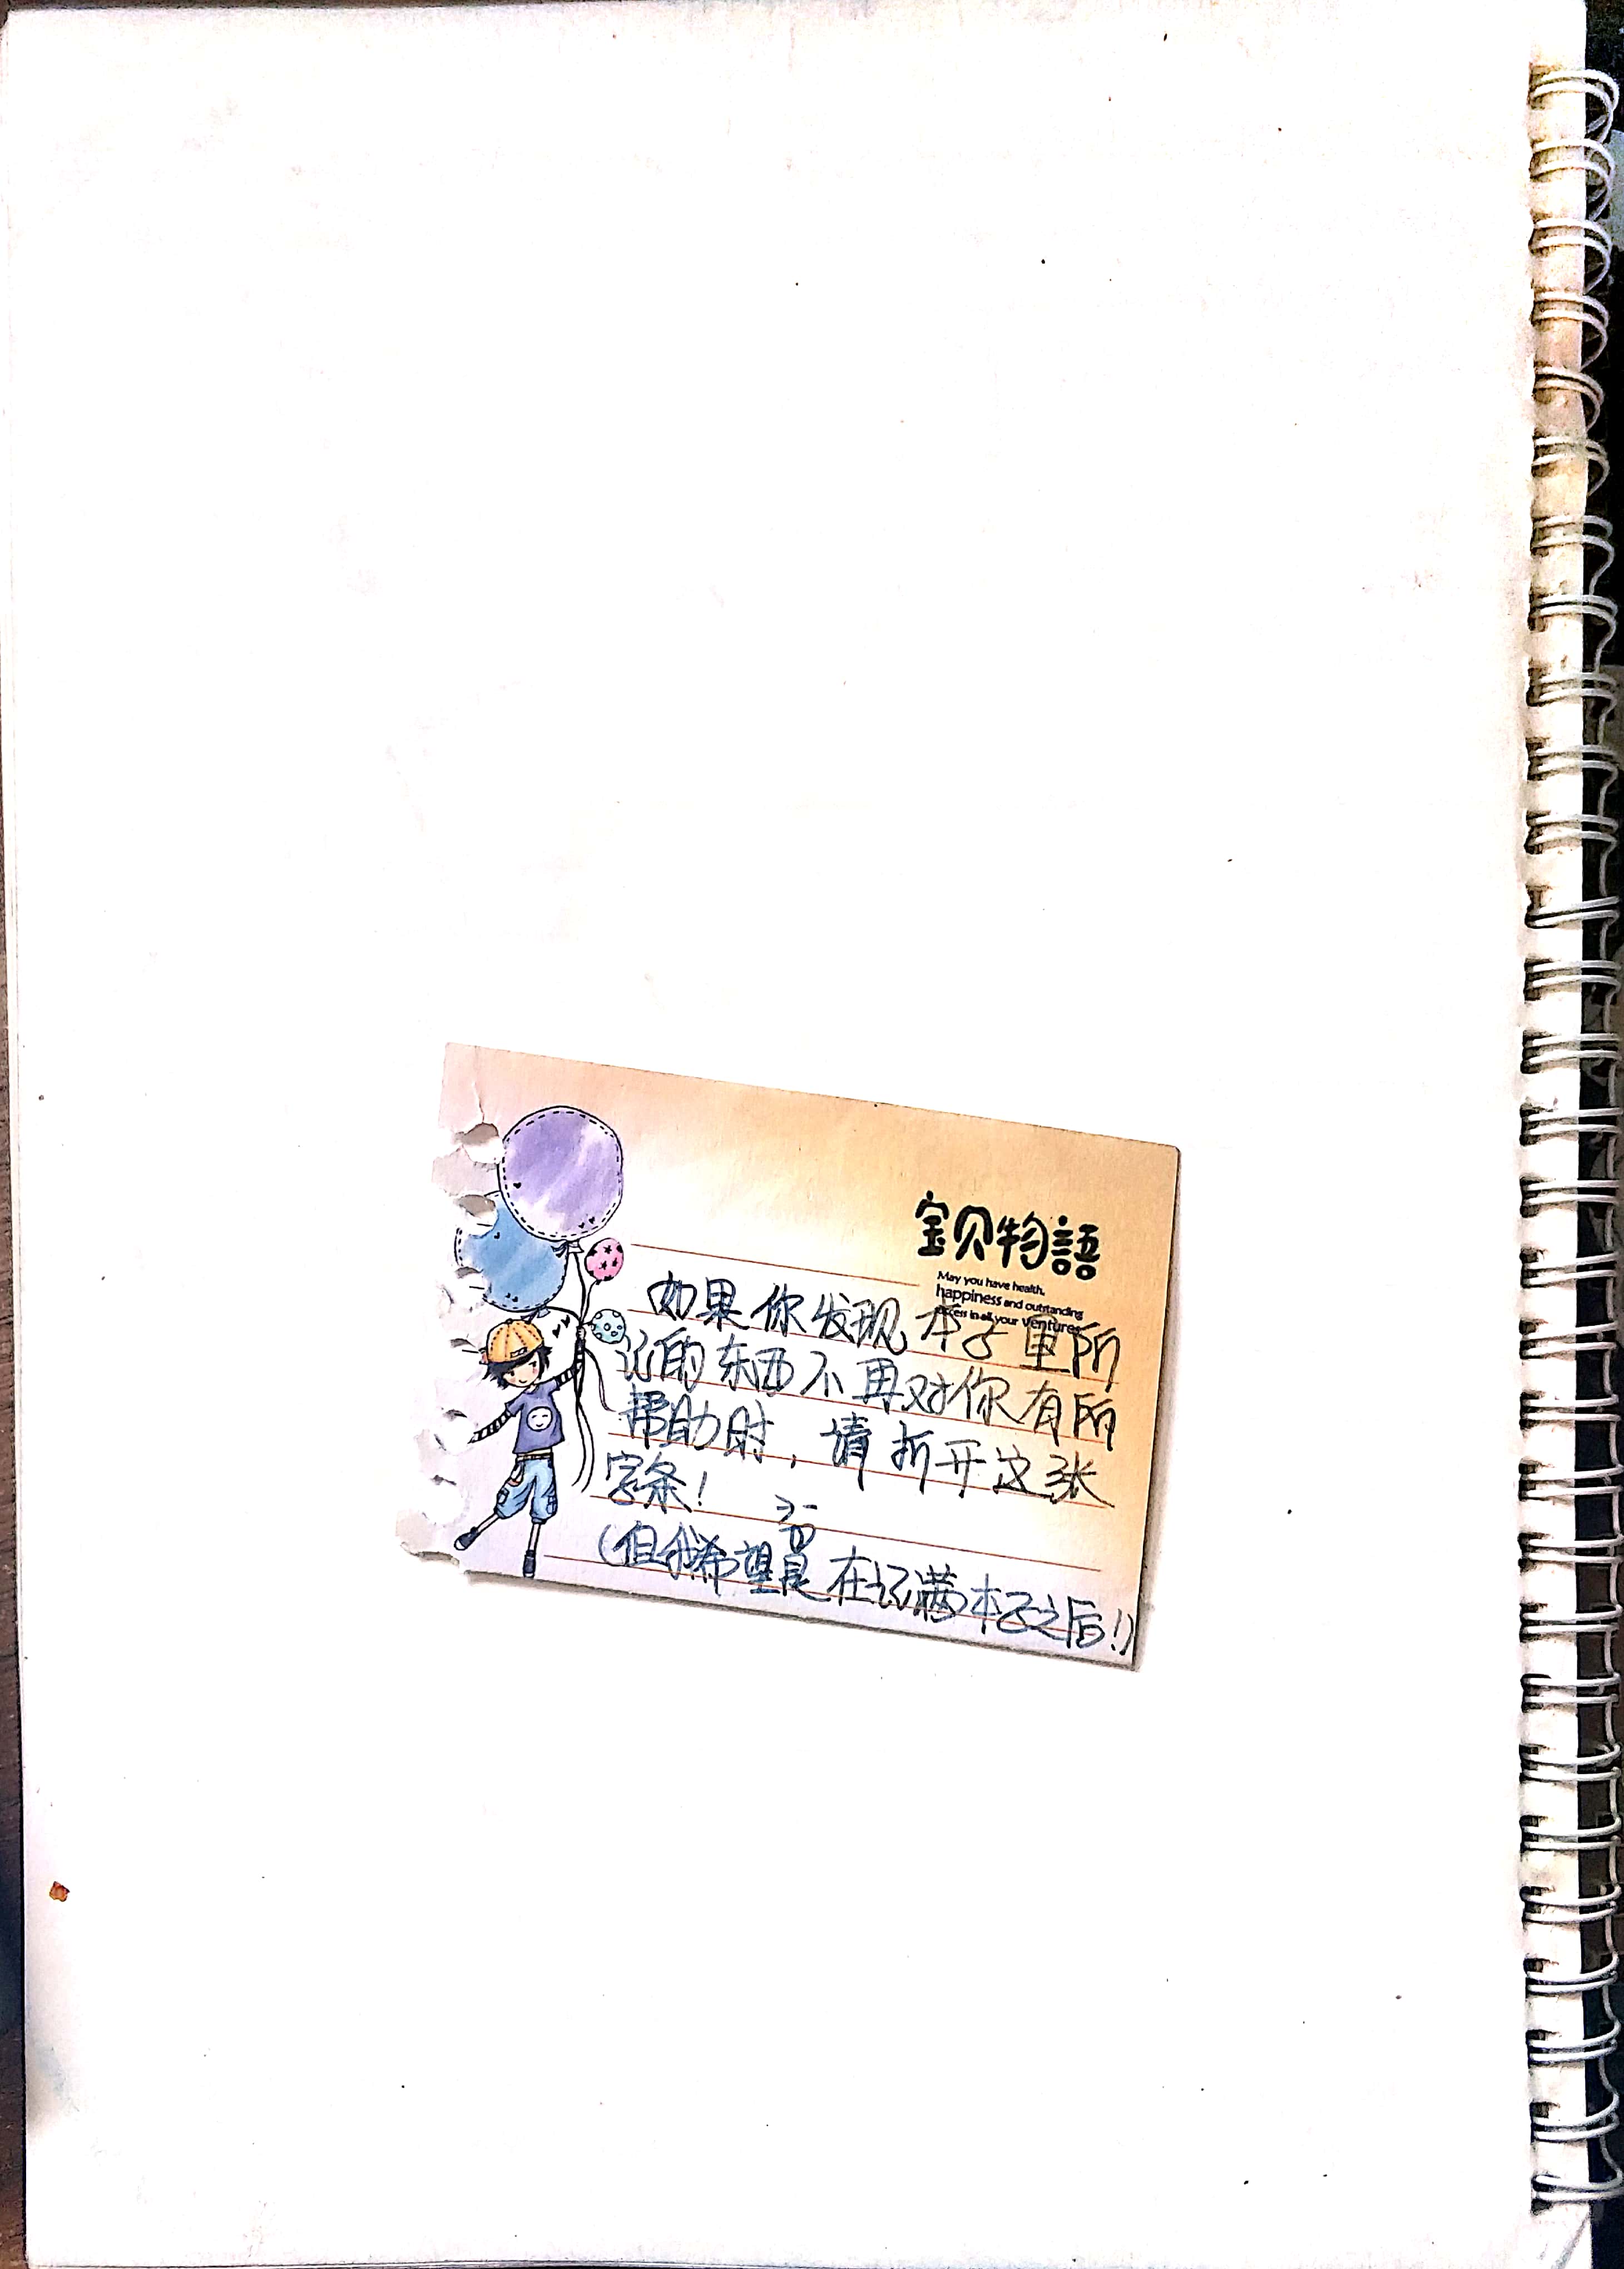 宝贝物語
May you have health,
happiness and outstanding
success in all your ventures
如果你发现本子里所
记的东西不再对你有所
帮助时，请折开这张
字条！
（但我希望是在记满本子之后！）